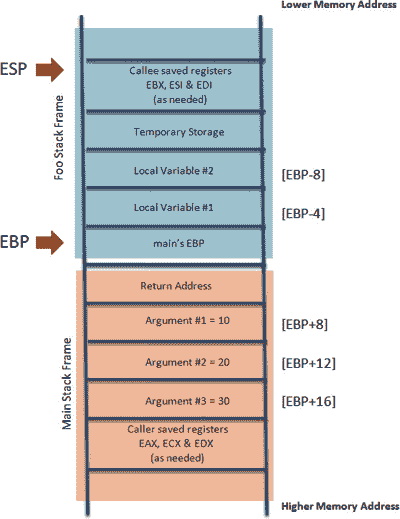 Lower Memory Address
ESP
Callee saved registers
EBX, ESI & EDI
(as needed)
Foo Stack Frame
Temporary Storage
Local Variable #2
[EBP-8]
Local Variable #1
[EBP-4]
EBP
main's EBP
Return Address
Argument #1 = 10
[EBP+8]
Main Stack Frame
Argument #2 = 20
[EBP+12]
Argument #3 = 30
[EBP+16]
Caller saved registers
EAX, ECX & EDX
(as needed)
Higher Memory Address